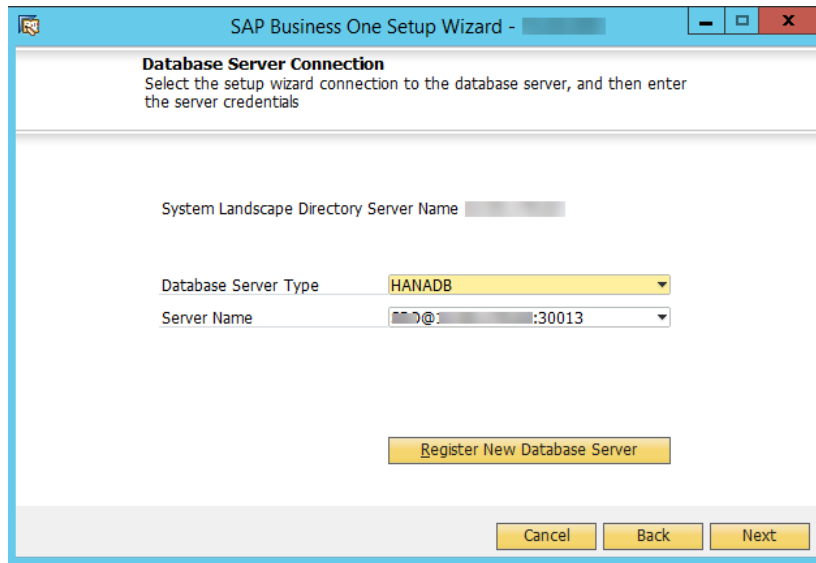 SAP Business One Setup Wizard -
Database Server Connection
Select the setup wizard connection to the database server, and then enter
the server credentials
System Landscape Directory Server Name
Database Server Type HANADB
Server Name :30013
Register New Database Server
Cancel Back Next